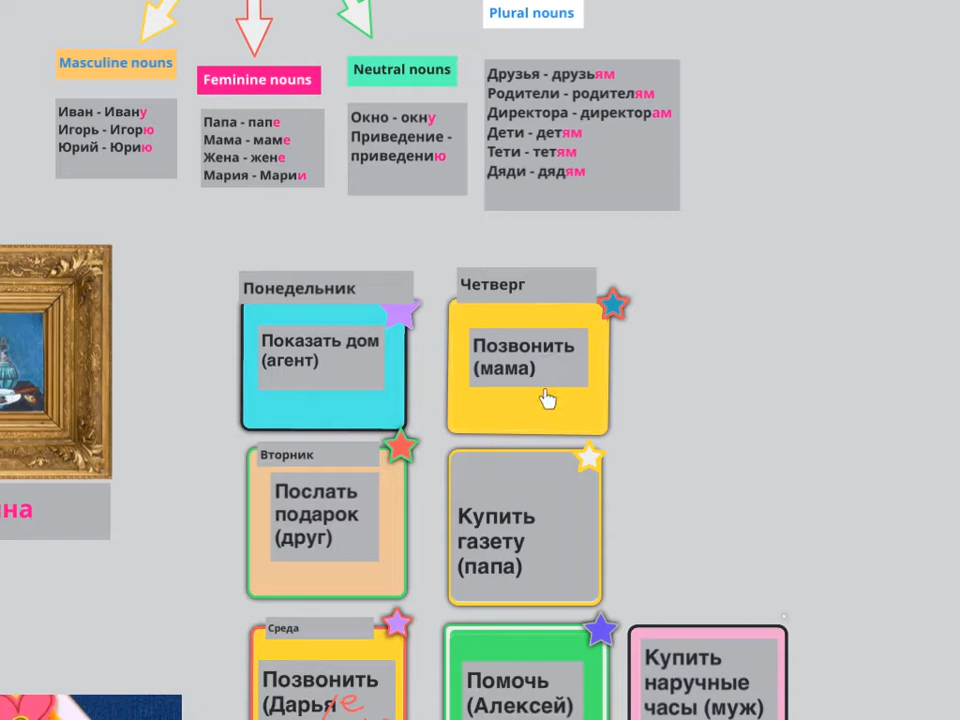 Plural nouns
Masculine nouns
Feminine nouns
Neutral nouns
Иван - Ивану
Игорь - Игорю
Юрий - Юрию
Папа - папе
Мама - маме
Жена - жене
Мария - Марии
Окно - окну
Приведение -
приведению
Друзья - друзьям
Родители - родителям
Директора - директорам
Дети - детям
Тети - тетям
Дяди - дядям
Понедельник
Показать дом
(агент)
Четверг
Позвонить
(мама)
Вторник
Послать
подарок
(друг)
Купить
газету
(папа)
на
Среда
Позвонить
(Дарья
е
Помочь
(Алексей)
Купить
наручные
часы (муж)